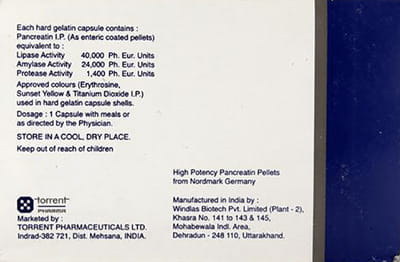 Each hard gelatin capsule contains :
Pancreatin I.P. (As enteric coated pellets)
equivalent to :
Lipase Activity 40,000 Ph. Eur. Units
Amylase Activity 24,000 Ph. Eur. Units
Protease Activity 1,400 Ph. Eur. Units
Approved colours (Erythrosine,
Sunset Yellow & Titanium Dioxide I.P.)
used in hard gelatin capsule shells.
Dosage : 1 Capsule with meals or
as directed by the Physician.
STORE IN A COOL, DRY PLACE.
Keep out of reach of children
torrent
PHARMA
Marketed by :
TORRENT PHARMACEUTICALS LTD.
Indrad-382 721, Dist. Mehsana, INDIA.
High Potency Pancreatin Pellets
from Nordmark Germany
Manufactured in India by :
Windlas Biotech Pvt. Limited (Plant - 2),
Khasra No. 141 to 143 & 145,
Mohabewala Indl. Area,
Dehradun - 248 110, Uttarakhand.